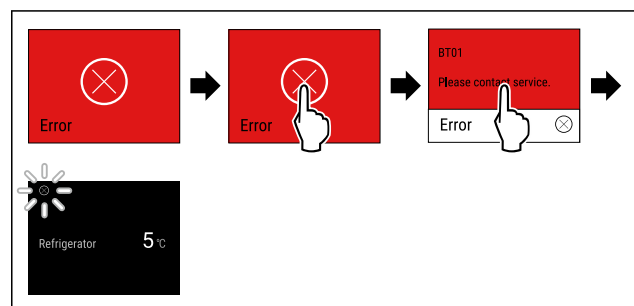 Error
Error
BT01
Please contact service.
Error
Refrigerator 5 °C